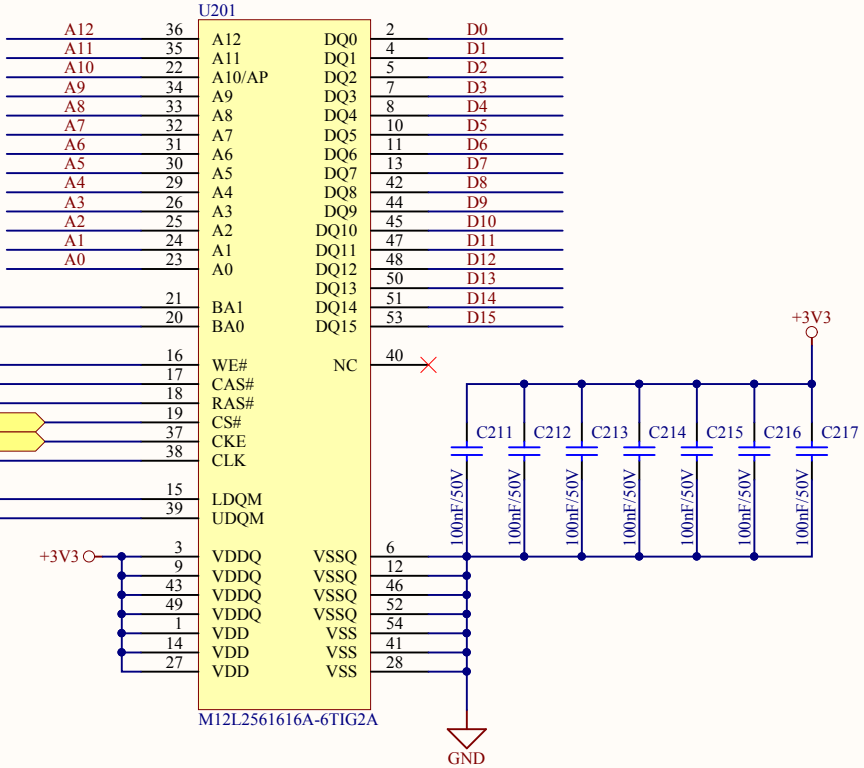 U201
A12 36 A12 DQ0 2 D0
A11 35 A11 DQ1 4 D1
A10 22 A10/AP DQ2 5 D2
A9 34 A9 DQ3 7 D3
A8 33 A8 DQ4 8 D4
A7 32 A7 DQ5 10 D5
A6 31 A6 DQ6 11 D6
A5 30 A5 DQ7 13 D7
A4 29 A4 DQ8 42 D8
A3 26 A3 DQ9 44 D9
A2 25 A2 DQ10 45 D10
A1 24 A1 DQ11 47 D11
A0 23 A0 DQ12 48 D12
DQ13 50 D13
21 BA1 DQ14 51 D14
20 BA0 DQ15 53 D15
+3V3
16 WE# NC 40
17 CAS#
18 RAS#
19 CS#
37 CKE
38 CLK
C211 C212 C213 C214 C215 C216 C217
100nF/50V 100nF/50V 100nF/50V 100nF/50V 100nF/50V 100nF/50V 100nF/50V
15 LDQM
39 UDQM
+3V3 3 VDDQ VSSQ 6
9 VDDQ VSSQ 12
43 VDDQ VSSQ 46
49 VDDQ VSSQ 52
1 VDD VSS 54
14 VDD VSS 41
27 VDD VSS 28
M12L2561616A-6TIG2A
GND